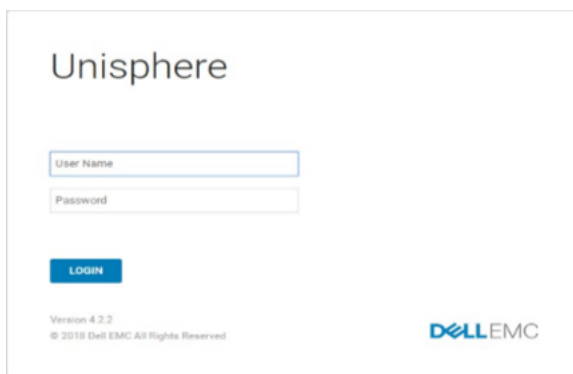 Unisphere
User Name
Password
LOGIN
Version 4.2.2
© 2018 Dell EMC All Rights Reserved
DELLEMC